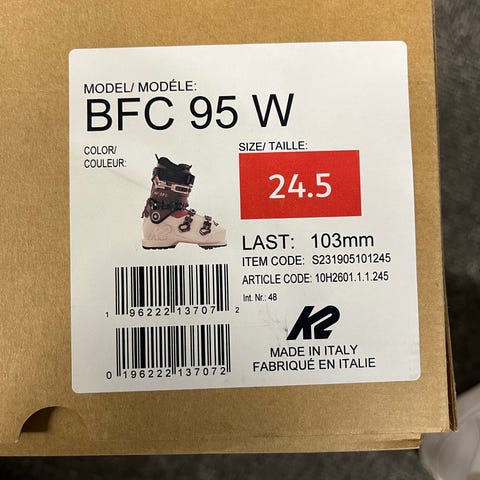 MODEL/ MODÉLE:
BFC 95 W
COLOR/
COULEUR:
SIZE/ TAILLE:
24.5
LAST: 103mm
ITEM CODE: S231905101245
ARTICLE CODE: 10H2601.1.1.245
Int. Nr.: 48
1 96222 13707 2
K2
MADE IN ITALY
FABRIQUÉ EN ITALIE
0 196222 137072